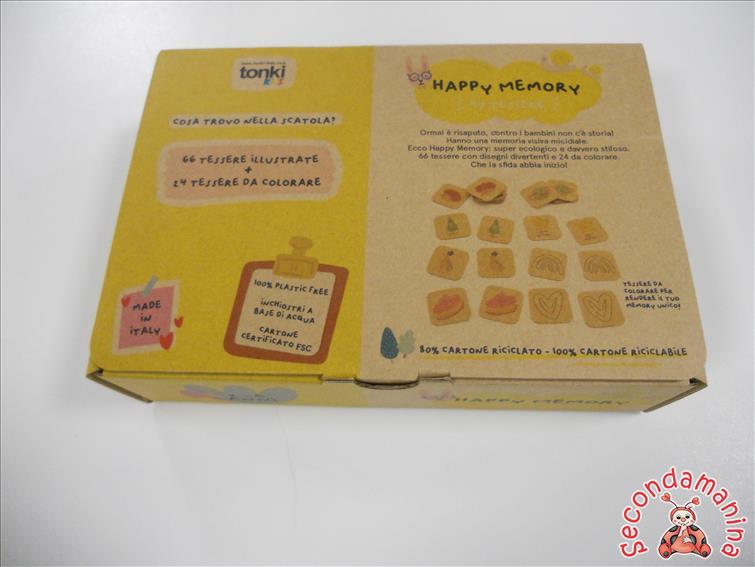 tonki
KIDS
COSA TROVO NELLA SCATOLA?
66 TESSERE ILLUSTRATE
+
24 TESSERE DA COLORARE
MADE
IN
ITALY
100% PLASTIC FREE
INCHIOSTRI A
BASE DI ACQUA
CARTONE
CERTIFICATO FSC
HAPPY MEMORY
Ormai è risaputo, contro i bambini non c'è storia!
Hanno una memoria visiva micidiale.
Ecco Happy Memory: super ecologico e davvero stiloso.
66 tessere con disegni divertenti e 24 da colorare.
Che la sfida abbia inizio!
TESSERE DA
COLORARE PER
RENDERE IL TUO
MEMORY UNICO!
80% CARTONE RICICLATO - 100% CARTONE RICICLABILE
HAPPY MEMORY
Secondamanina